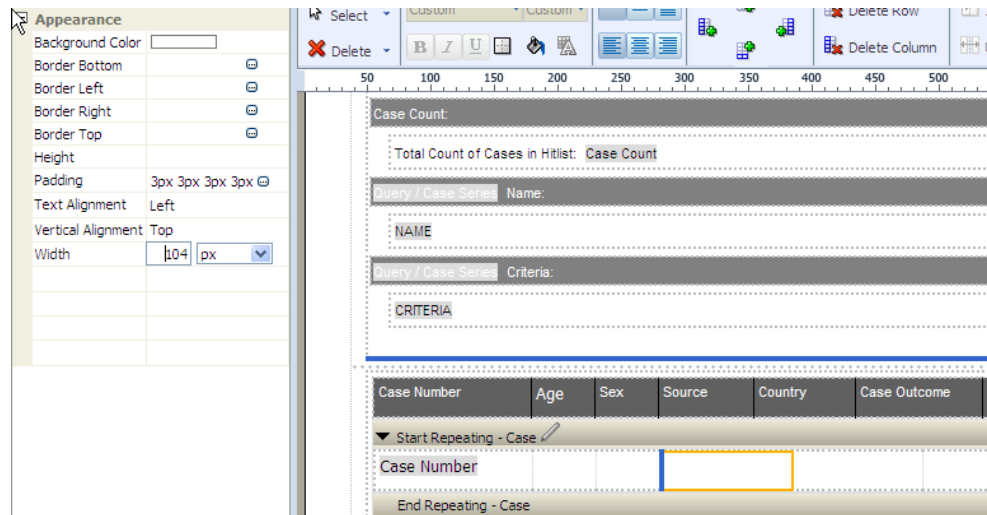 Appearance
Background Color
Border Bottom
Border Left
Border Right
Border Top
Height
Padding 3px 3px 3px 3px
Text Alignment Left
Vertical Alignment Top
Width 104 px
Select Custom Custom Delete Row
Delete B I U A Delete Column
50 100 150 200 250 300 350 400 450 500
Case Count:
Total Count of Cases in Hitlist: Case Count
Query / Case Series Name:
NAME
Query / Case Series Criteria:
CRITERIA
Case Number Age Sex Source Country Case Outcome
Start Repeating - Case
Case Number
End Repeating - Case